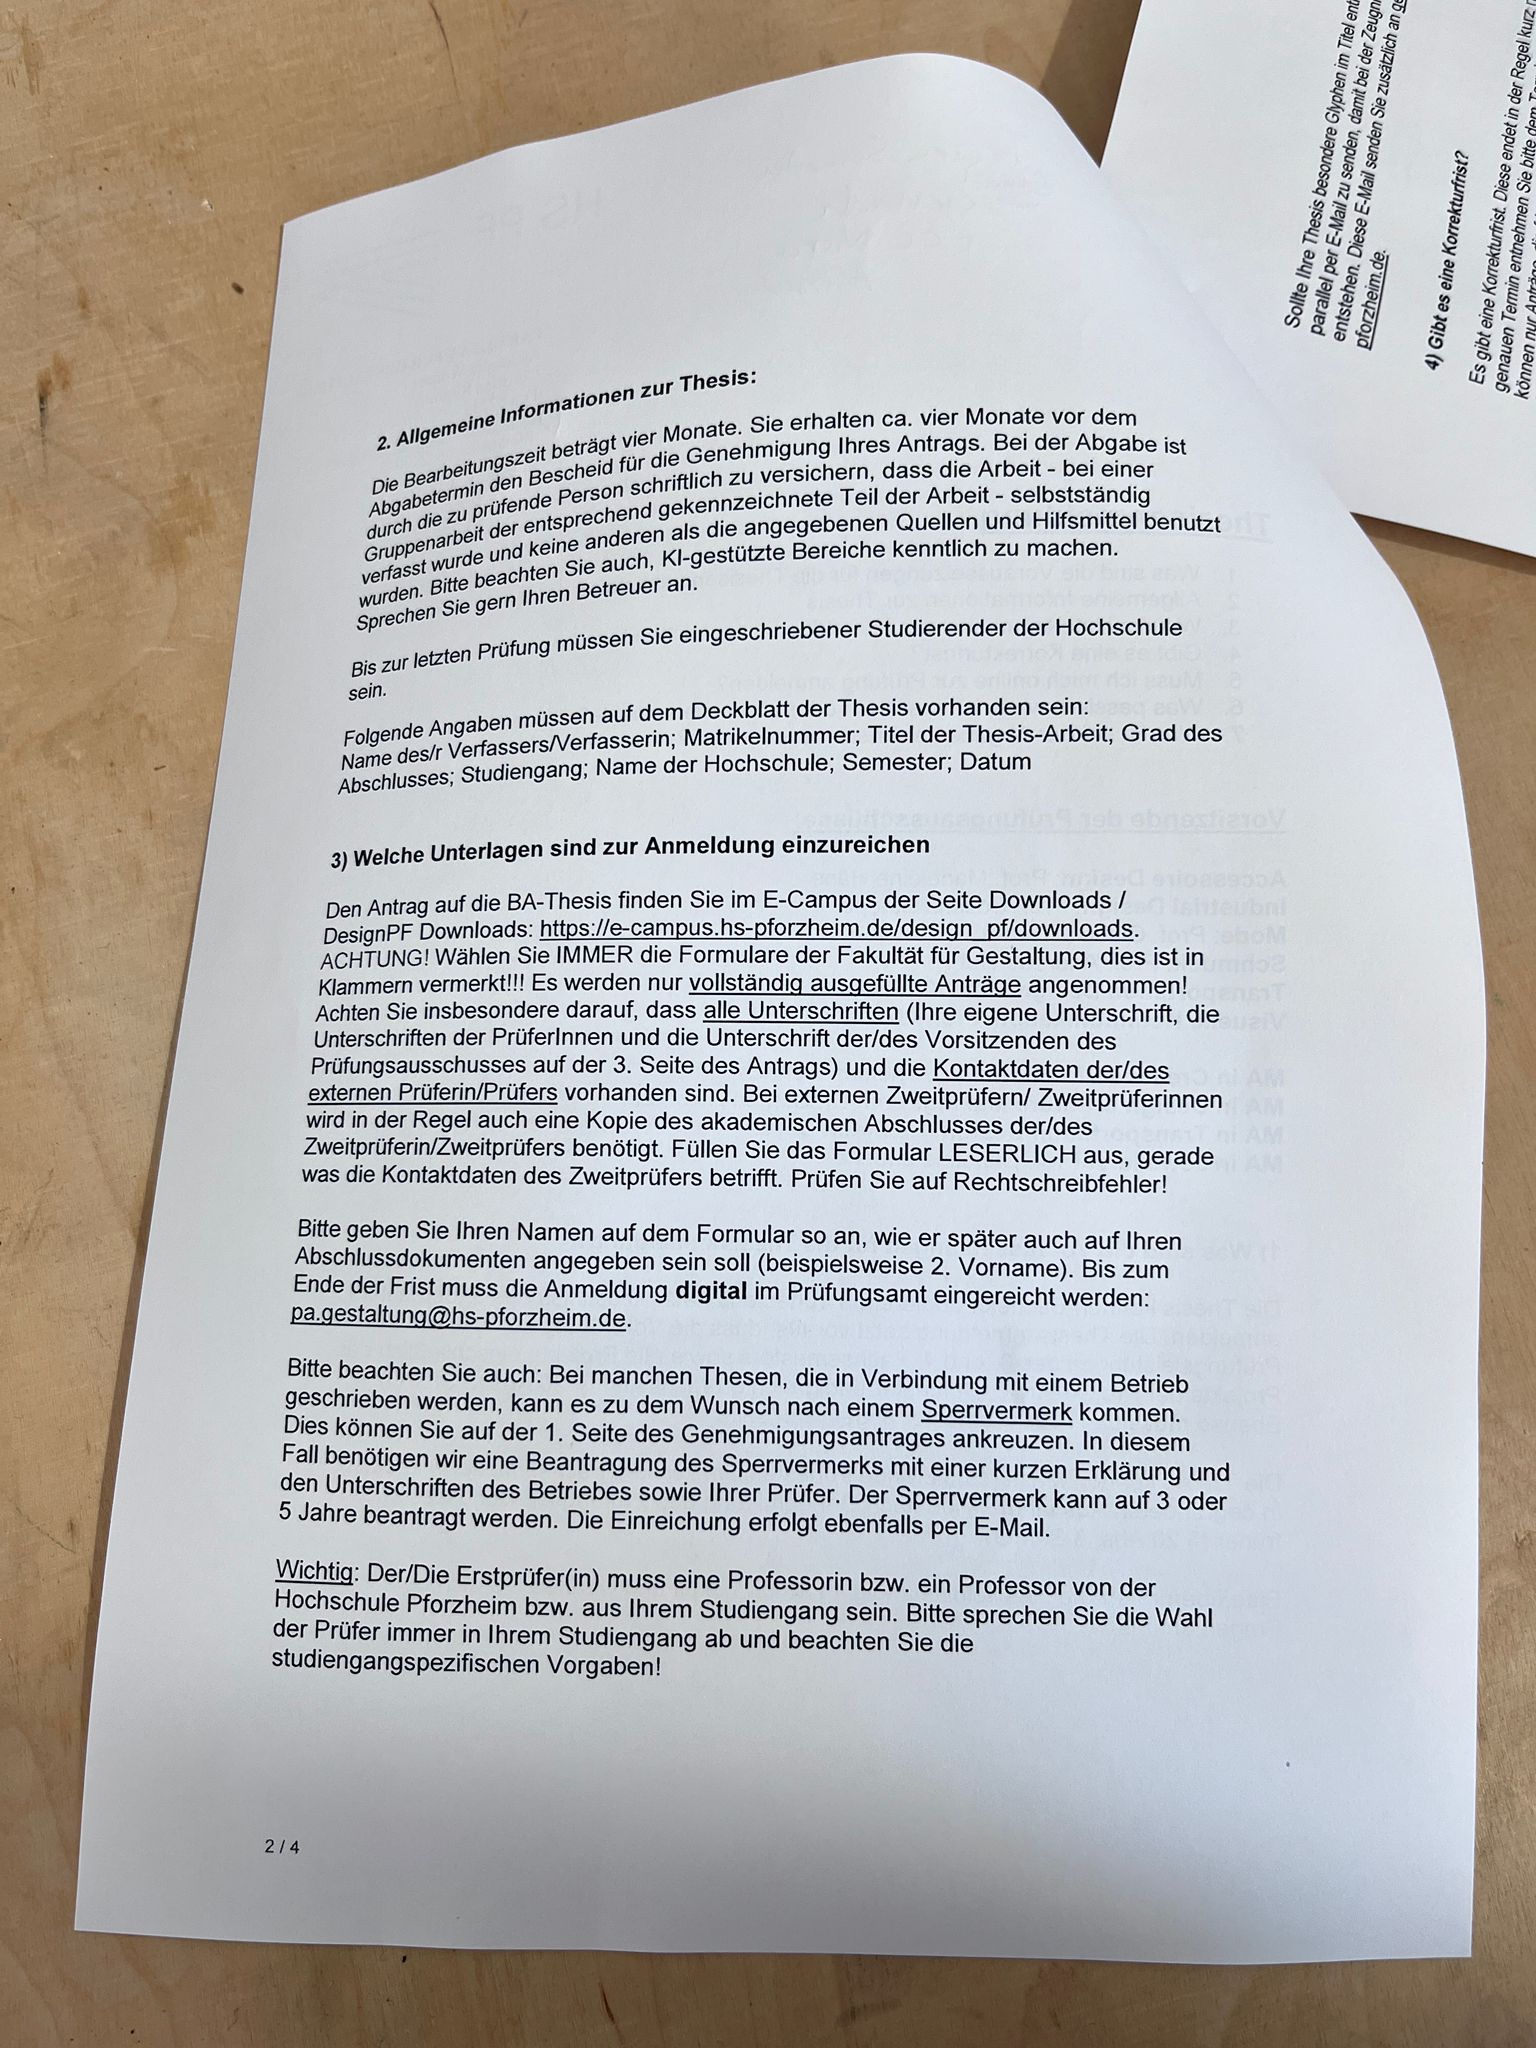 2. Allgemeine Informationen zur Thesis:
Die Bearbeitungszeit beträgt vier Monate. Sie erhalten ca. vier Monate vor dem
Abgabetermin den Bescheid für die Genehmigung Ihres Antrags. Bei der Abgabe ist
durch die zu prüfende Person schriftlich zu versichern, dass die Arbeit - bei einer
Gruppenarbeit der entsprechend gekennzeichnete Teil der Arbeit - selbstständig
verfasst wurde und keine anderen als die angegebenen Quellen und Hilfsmittel benutzt
wurden. Bitte beachten Sie auch, KI-gestützte Bereiche kenntlich zu machen.
Sprechen Sie gern Ihren Betreuer an.
Bis zur letzten Prüfung müssen Sie eingeschriebener Studierender der Hochschule
sein.
Folgende Angaben müssen auf dem Deckblatt der Thesis vorhanden sein:
Name des/r Verfassers/Verfasserin; Matrikelnummer; Titel der Thesis-Arbeit; Grad des
Abschlusses; Studiengang; Name der Hochschule; Semester; Datum
3) Welche Unterlagen sind zur Anmeldung einzureichen
Den Antrag auf die BA-Thesis finden Sie im E-Campus der Seite Downloads /
DesignPF Downloads: https://e-campus.hs-pforzheim.de/design_pf/downloads.
ACHTUNG! Wählen Sie IMMER die Formulare der Fakultät für Gestaltung, dies ist in
Klammern vermerkt!!! Es werden nur vollständig ausgefüllte Anträge angenommen!
Achten Sie insbesondere darauf, dass alle Unterschriften (Ihre eigene Unterschrift, die
Unterschriften der PrüferInnen und die Unterschrift der/des Vorsitzenden des
Prüfungsausschusses auf der 3. Seite des Antrags) und die Kontaktdaten der/des
externen Prüferin/Prüfers vorhanden sind. Bei externen Zweitprüfern/ Zweitprüferinnen
wird in der Regel auch eine Kopie des akademischen Abschlusses der/des
Zweitprüferin/Zweitprüfers benötigt. Füllen Sie das Formular LESERLICH aus, gerade
was die Kontaktdaten des Zweitprüfers betrifft. Prüfen Sie auf Rechtschreibfehler!
Bitte geben Sie Ihren Namen auf dem Formular so an, wie er später auch auf Ihren
Abschlussdokumenten angegeben sein soll (beispielsweise 2. Vorname). Bis zum
Ende der Frist muss die Anmeldung digital im Prüfungsamt eingereicht werden:
pa.gestaltung@hs-pforzheim.de.
Bitte beachten Sie auch: Bei manchen Thesen, die in Verbindung mit einem Betrieb
geschrieben werden, kann es zu dem Wunsch nach einem Sperrvermerk kommen.
Dies können Sie auf der 1. Seite des Genehmigungsantrages ankreuzen. In diesem
Fall benötigen wir eine Beantragung des Sperrvermerks mit einer kurzen Erklärung und
den Unterschriften des Betriebes sowie Ihrer Prüfer. Der Sperrvermerk kann auf 3 oder
5 Jahre beantragt werden. Die Einreichung erfolgt ebenfalls per E-Mail.
Wichtig: Der/Die Erstprüfer(in) muss eine Professorin bzw. ein Professor von der
Hochschule Pforzheim bzw. aus Ihrem Studiengang sein. Bitte sprechen Sie die Wahl
der Prüfer immer in Ihrem Studiengang ab und beachten Sie die
studiengangspezifischen Vorgaben!
2 / 4
Sollte Ihre Thesis besondere Glyphen im Titel
parallel per E-Mail zu senden, damit bei der
entstehen. Diese E-Mail senden Sie zusätzlich an
pforzheim.de.
4) Gibt es eine Korrekturfrist?
Es gibt eine Korrekturfrist. Diese endet in der Regel kurz
genauen Termin entnehmen Sie bitte dem
können nur Anträge